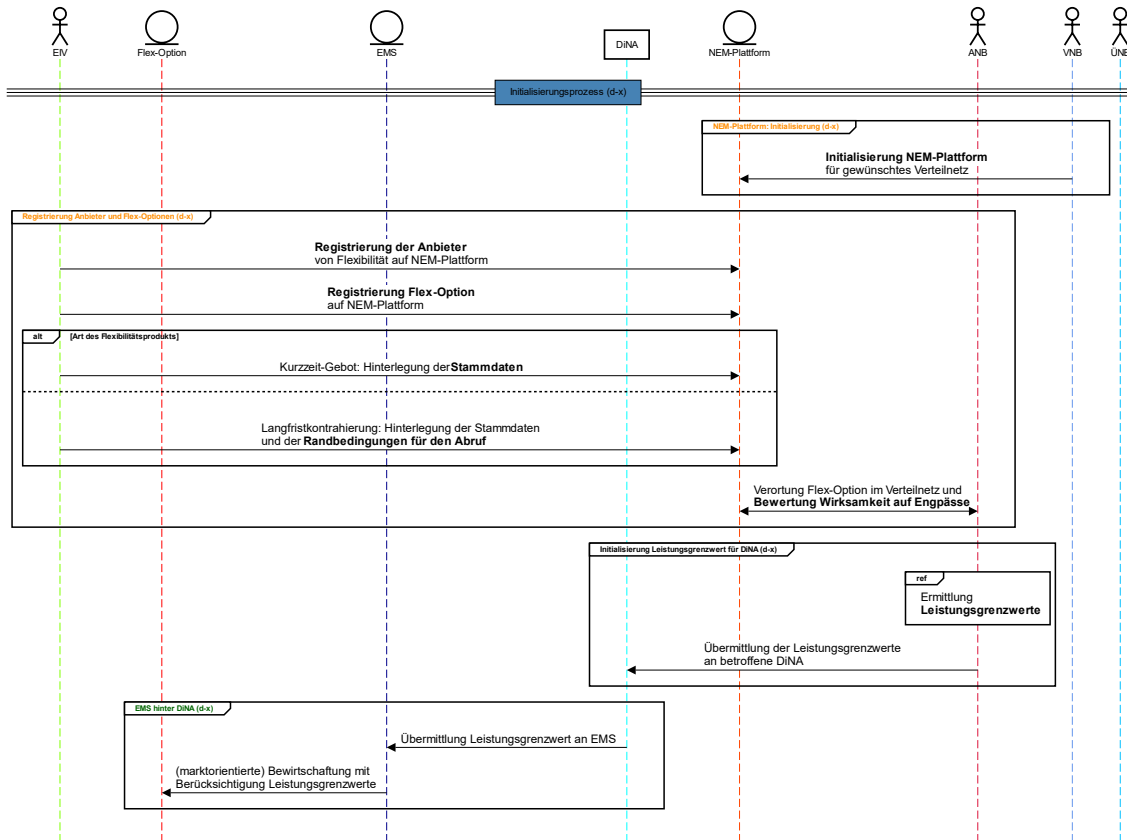 EIV
Flex-Option
EMS
DiNA
NEM-Plattform
ANB
VNB
ÜNB
Initialisierungsprozess (d-x)
NEM-Plattform: Initialisierung (d-x)
Initialisierung NEM-Plattform
für gewünschtes Verteilnetz
Registrierung Anbieter und Flex-Optionen (d-x)
Registrierung der Anbieter
von Flexibilität auf NEM-Plattform
Registrierung Flex-Option
auf NEM-Plattform
alt
[Art des Flexibilitätsprodukts]
Kurzzeit-Gebot: Hinterlegung der Stammdaten
Langfristkontrahierung: Hinterlegung der Stammdaten
und der Randbedingungen für den Abruf
Verortung Flex-Option im Verteilnetz und
Bewertung Wirksamkeit auf Engpässe
Initialisierung Leistungsgrenzwert für DiNA (d-x)
ref
Ermittlung
Leistungsgrenzwerte
Übermittlung der Leistungsgrenzwerte
an betroffene DiNA
EMS hinter DiNA (d-x)
Übermittlung Leistungsgrenzwert an EMS
(marktorientierte) Bewirtschaftung mit
Berücksichtigung Leistungsgrenzwerte